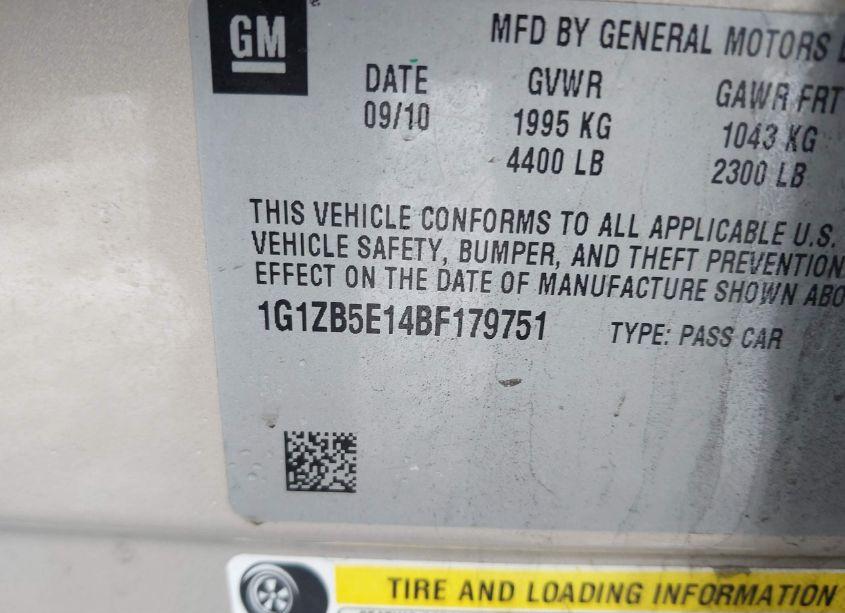 GM
MFD BY GENERAL MOTORS
DATE GVWR GAWR FRT
09/10 1995 KG 1043 KG
4400 LB 2300 LB
THIS VEHICLE CONFORMS TO ALL APPLICABLE U.S.
VEHICLE SAFETY, BUMPER, AND THEFT PREVENTION
EFFECT ON THE DATE OF MANUFACTURE SHOWN ABO
1G1ZB5E14BF179751 TYPE: PASS CAR
TIRE AND LOADING INFORMATION